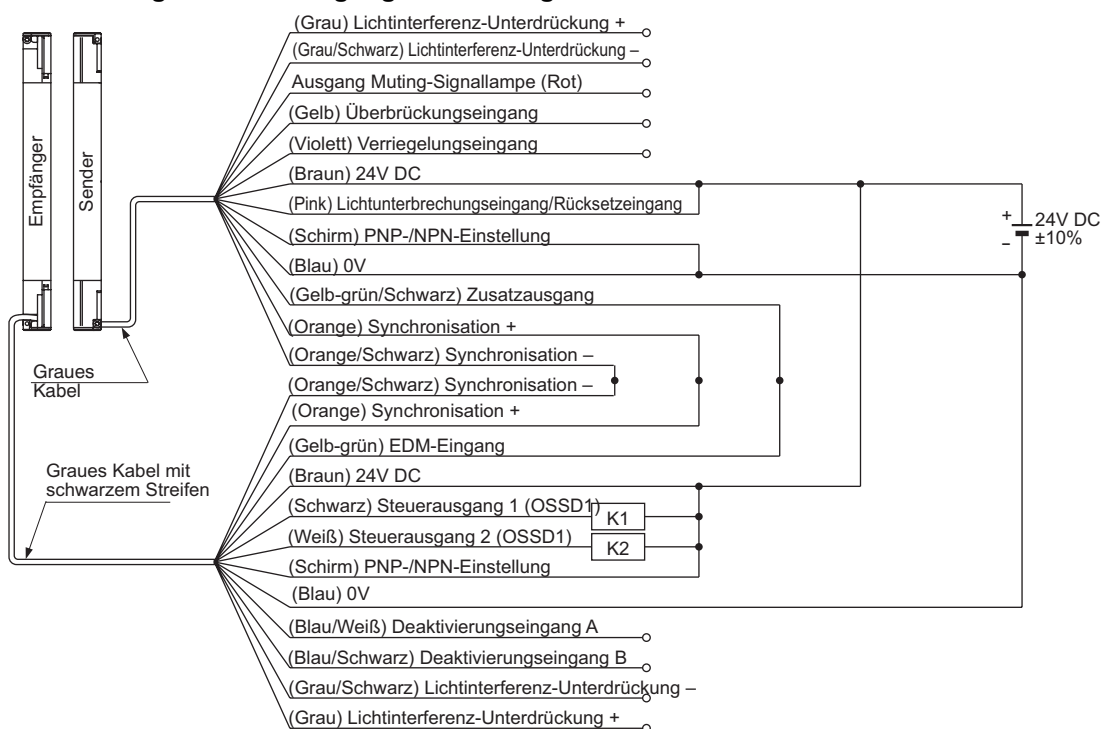 (Grau) Lichtinterferenz-Unterdrückung +
(Grau/Schwarz) Lichtinterferenz-Unterdrückung –
Ausgang Muting-Signallampe (Rot)
(Gelb) Überbrückungseingang
(Violett) Verriegelungseingang
(Braun) 24V DC
(Pink) Lichtunterbrechungseingang/Rücksetzeingang
(Schirm) PNP-/NPN-Einstellung
(Blau) 0V
(Gelb-grün/Schwarz) Zusatzausgang
(Orange) Synchronisation +
(Orange/Schwarz) Synchronisation –
(Orange/Schwarz) Synchronisation –
(Orange) Synchronisation +
(Gelb-grün) EDM-Eingang
(Braun) 24V DC
(Schwarz) Steuerausgang 1 (OSSD1)
K1
(Weiß) Steuerausgang 2 (OSSD1)
K2
(Schirm) PNP-/NPN-Einstellung
(Blau) 0V
(Blau/Weiß) Deaktivierungseingang A
(Blau/Schwarz) Deaktivierungseingang B
(Grau/Schwarz) Lichtinterferenz-Unterdrückung –
(Grau) Lichtinterferenz-Unterdrückung +
Empfänger
Sender
Graues
Kabel
Graues Kabel mit
schwarzem Streifen
+
24V DC
–
±10%